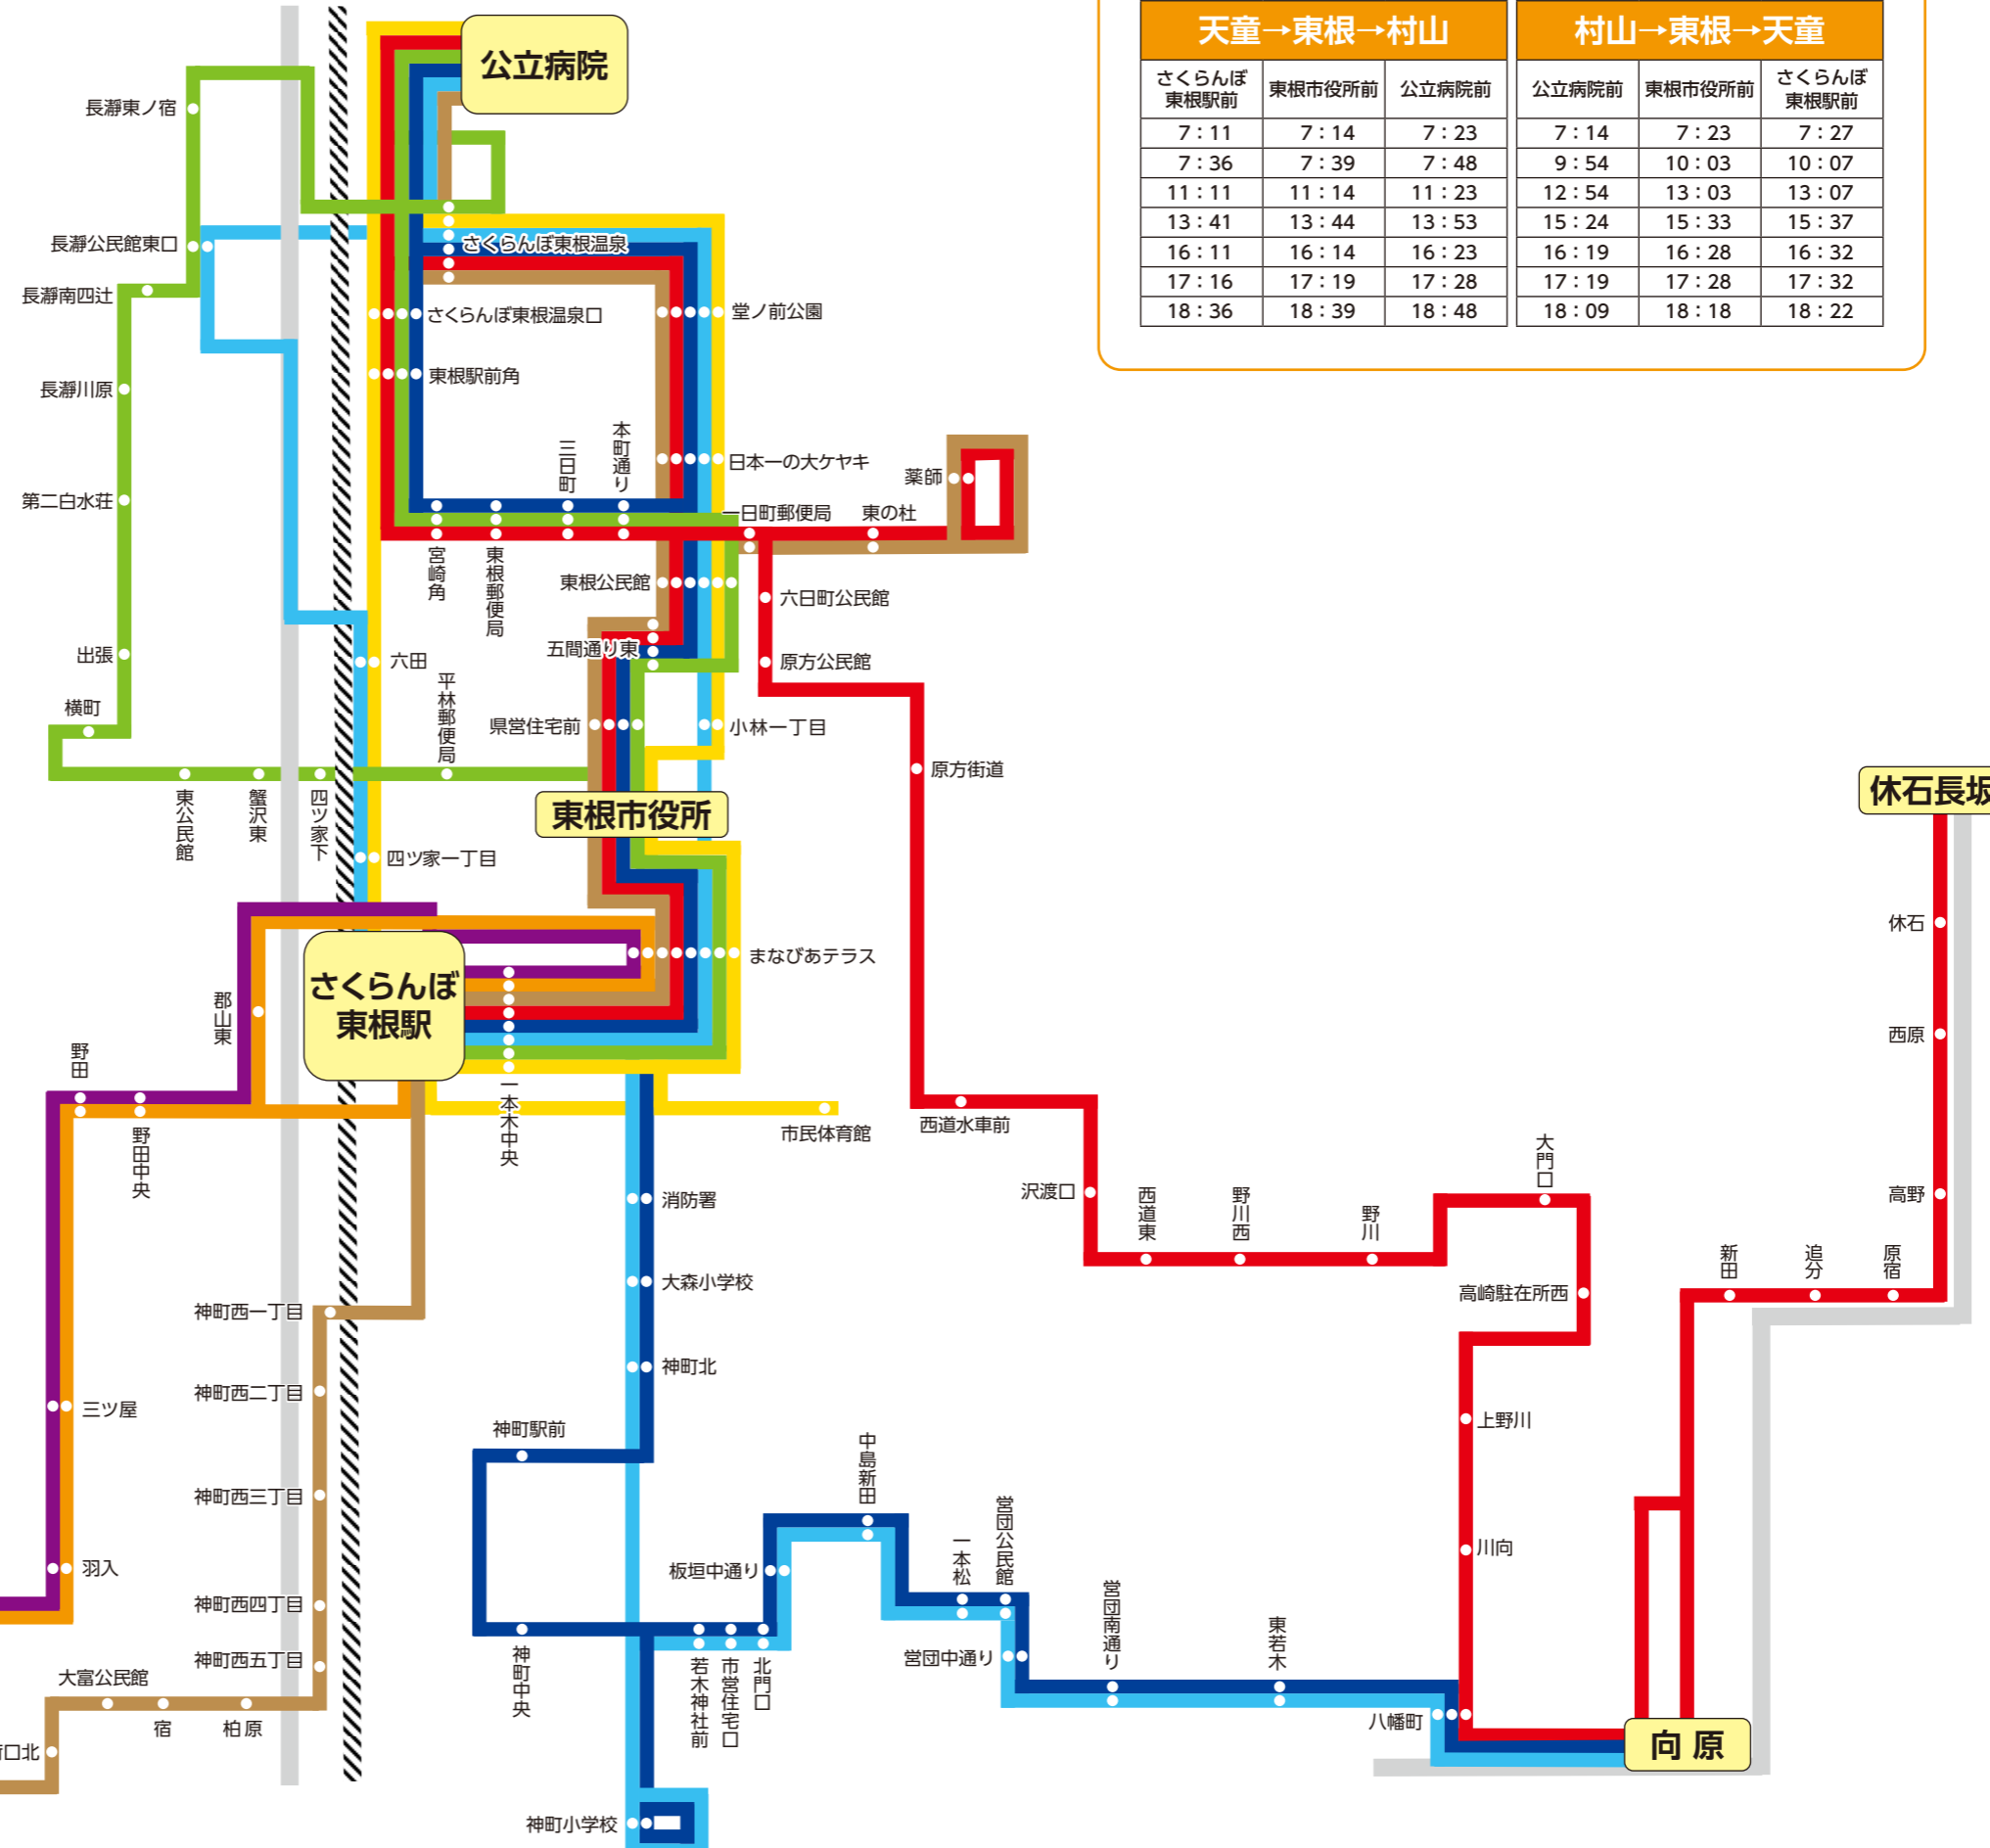 公立病院
天童→東根→村山
村山→東根→天童
さくらんぼ
東根駅前
東根市役所前
公立病院前
公立病院前
東根市役所前
さくらんぼ
東根駅前
7：11 7：14 7：23 7：14 7：23 7：27
7：36 7：39 7：48 9：54 10：03 10：07
11：11 11：14 11：23 12：54 13：03 13：07
13：41 13：44 13：53 15：24 15：33 15：37
16：11 16：14 16：23 16：19 16：28 16：32
17：16 17：19 17：28 17：19 17：28 17：32
18：36 18：39 18：48 18：09 18：18 18：22
長瀞東ノ宿
長瀞公民館東口
長瀞南四辻
長瀞川原
第二白水荘
出張
横町
東公民館
蟹沢東
四ツ家下
平林郵便局
さくらんぼ東根温泉
さくらんぼ東根温泉口
東根駅前角
堂ノ前公園
三日町
本町通り
日本一の大ケヤキ
一日町郵便局
東の杜
薬師
宮崎角
東根郵便局
東根公民館
六日町公民館
五間通り東
原方公民館
六田
県営住宅前
小林一丁目
原方街道
東根市役所
四ツ家一丁目
休石長坂
休石
西原
高野
まなびあテラス
さくらんぼ
東根駅
郡山東
野田
野田中央
一本木中央
市民体育館
西道水車前
沢渡口
西道東
野川西
野川
大門口
高崎駐在所西
新田
追分
原宿
消防署
大森小学校
神町北
神町西一丁目
神町西二丁目
神町西三丁目
神町西四丁目
神町西五丁目
三ツ屋
羽入
神町駅前
中島新田
一本松
営団公民館
上野川
川向
板垣中通り
営団南通り
東若木
営団中通り
八幡町
向原
大富公民館
宿
柏原
口北
神町中央
若木神社前
市営住宅口
北門口
神町小学校